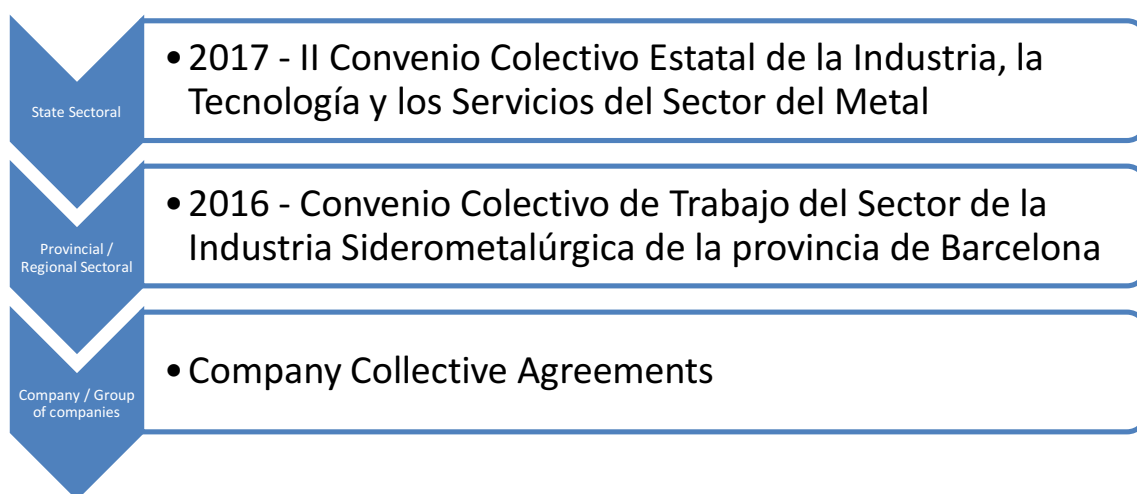 State Sectoral
• 2017 - II Convenio Colectivo Estatal de la Industria, la
Tecnología y los Servicios del Sector del Metal
Provincial /
Regional Sectoral
• 2016 - Convenio Colectivo de Trabajo del Sector de la
Industria Siderometalúrgica de la provincia de Barcelona
Company / Group
of companies
• Company Collective Agreements